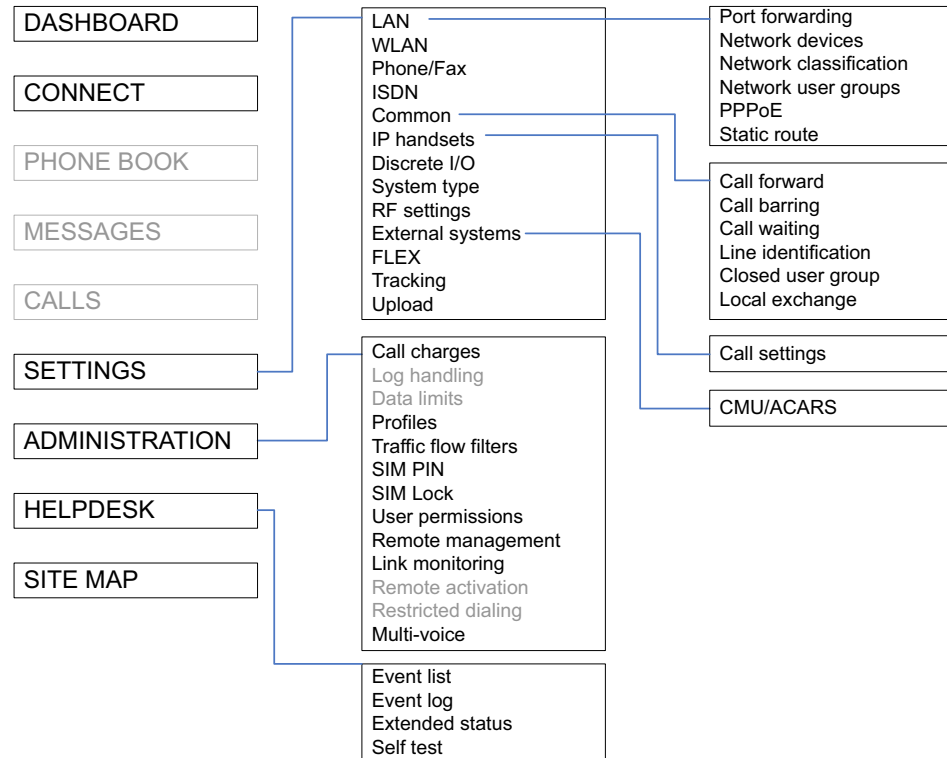 DASHBOARD
CONNECT
PHONE BOOK
MESSAGES
CALLS
SETTINGS
ADMINISTRATION
HELPDESK
SITE MAP
LAN
WLAN
Phone/Fax
ISDN
Common
IP handsets
Discrete I/O
System type
RF settings
External systems
FLEX
Tracking
Upload
Call charges
Log handling
Data limits
Profiles
Traffic flow filters
SIM PIN
SIM Lock
User permissions
Remote management
Link monitoring
Remote activation
Restricted dialing
Multi-voice
Event list
Event log
Extended status
Self test
Port forwarding
Network devices
Network classification
Network user groups
PPPoE
Static route
Call forward
Call barring
Call waiting
Line identification
Closed user group
Local exchange
Call settings
CMU/ACARS